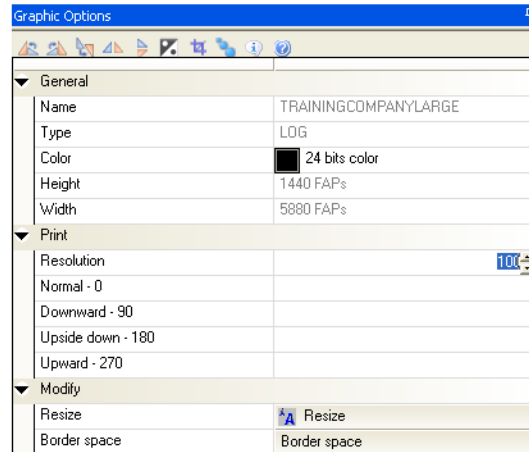 Graphic Options
General
Name TRAININGCOMPANYLARGE
Type LOG
Color 24 bits color
Height 1440 FAPs
Width 5880 FAPs
Print
Resolution 100
Normal - 0
Downward - 90
Upside down - 180
Upward - 270
Modify
Resize Resize
Border space Border space